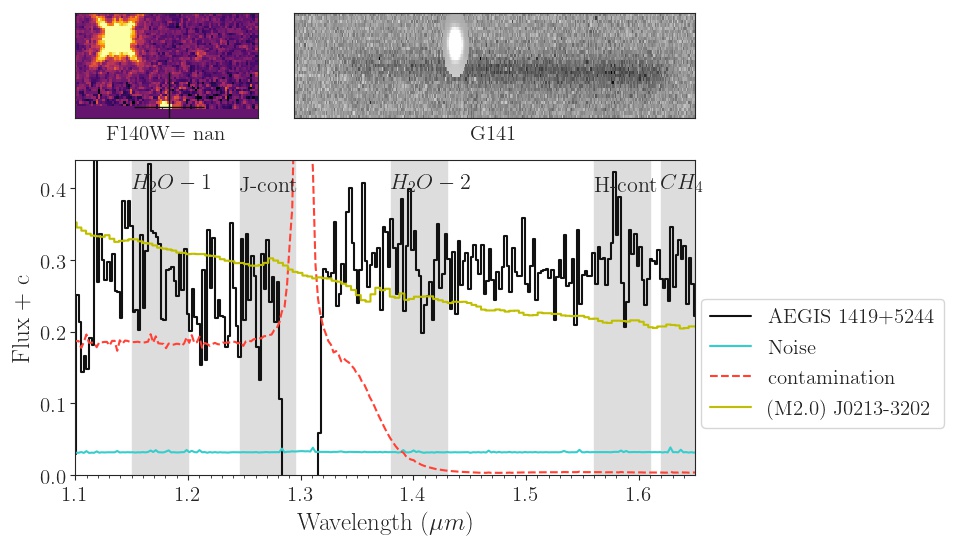 F140W= nan
G141
H₂O − 1
J-cont
H₂O − 2
H-cont
CH₄
0.4
0.3
0.2
0.1
0.0
Flux + c
1.1
1.2
1.3
1.4
1.5
1.6
Wavelength (μm)
AEGIS 1419+5244
Noise
contamination
(M2.0) J0213-3202